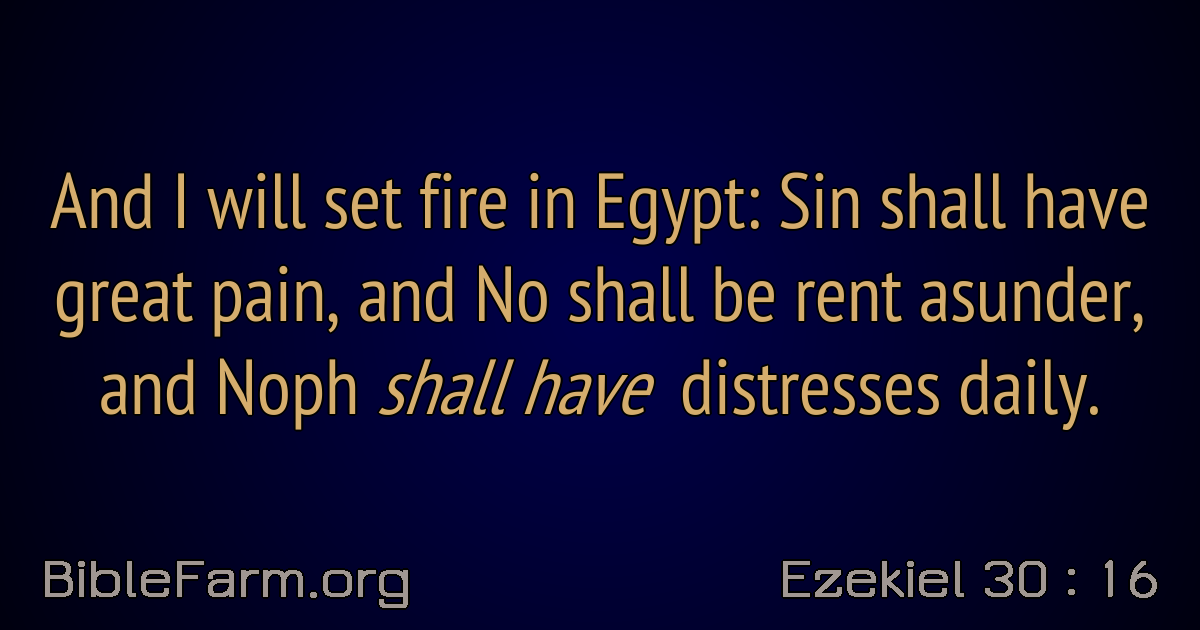 And I will set fire in Egypt: Sin shall have
great pain, and No shall be rent asunder,
and Noph shall have distresses daily.
BibleFarm.org
Ezekiel 30 : 16